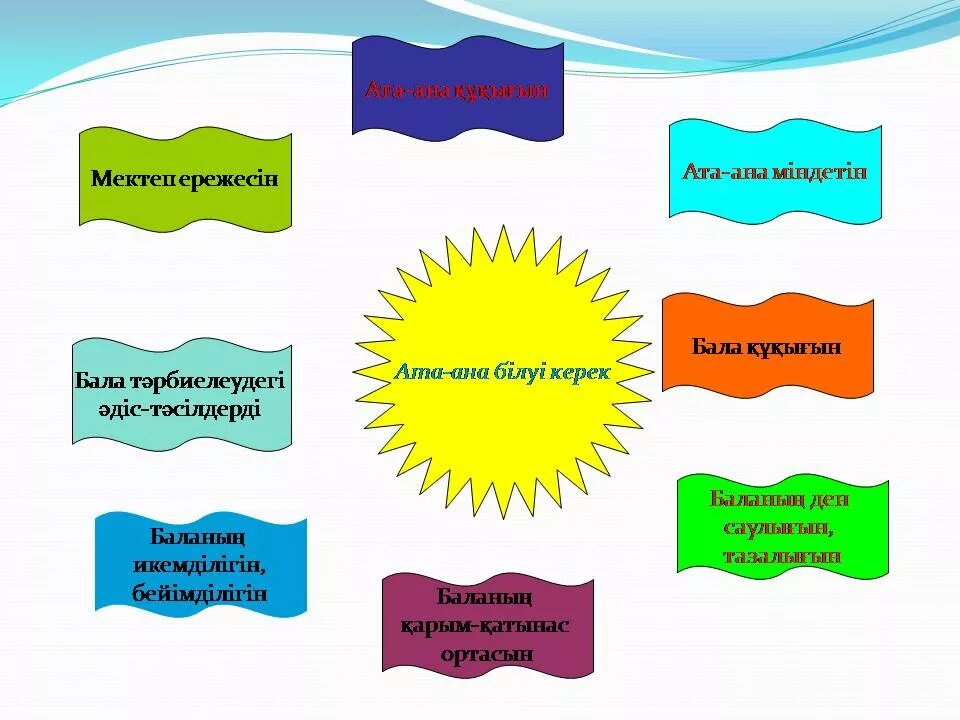 Ата-ана құқығын
Мектеп ережесін
Ата-ана міндетін
Бала құқығын
Ата-ана білуі керек
Бала тәрбиелеудегі
әдіс-тәсілдерді
Баланың ден
саулығын,
тазалығын
Баланың
икемділігін,
бейімділігін
Баланың
қарым-қатынас
ортасын